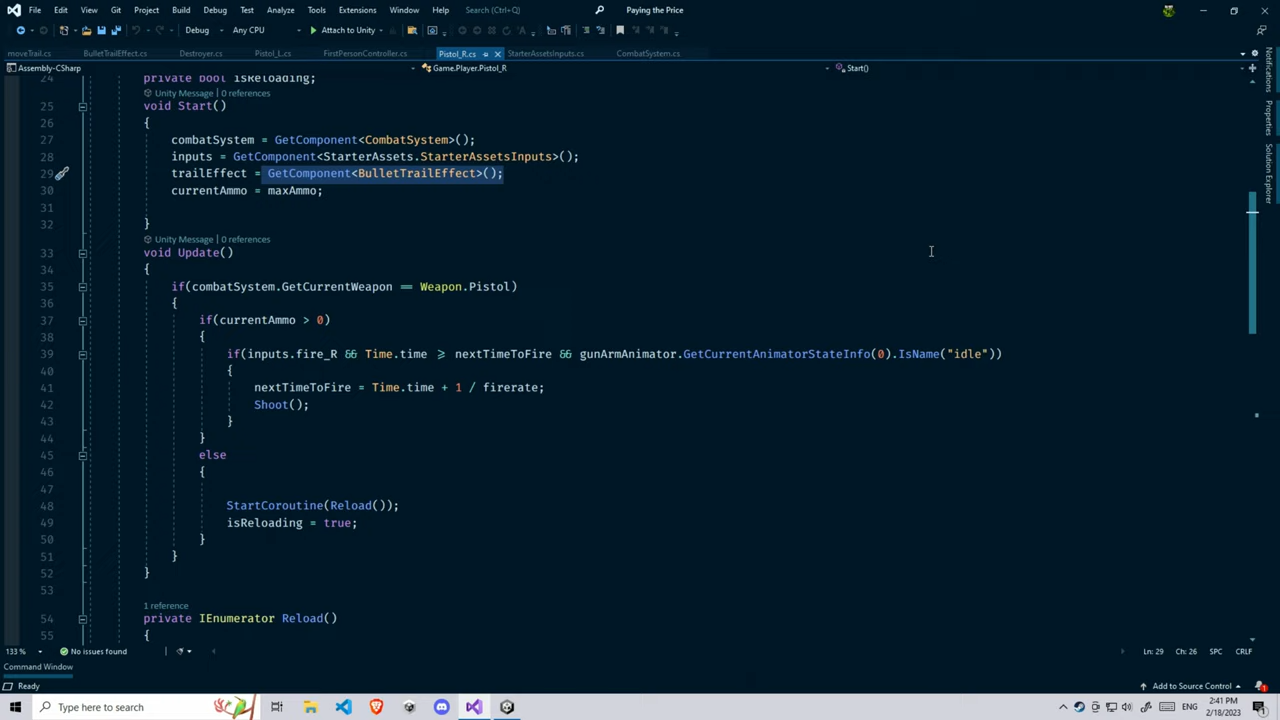 File Edit View Git Project Build Debug Test Analyze Tools Extensions Window Help Search (Ctrl+Q) Paying the Price
Debug Any CPU Attach to Unity
moveTrail.cs BulletTrailEffect.cs Destroyer.cs Pistol_L.cs FirstPersonController.cs Pistol_R.cs StarterAssetsInputs.cs CombatSystem.cs
Assembly-CSharp Game.Player.Pistol_R Start()
24 private bool isReloading;
Unity Message | 0 references
25 void Start()
26 {
27 combatSystem = GetComponent<CombatSystem>();
28 inputs = GetComponent<StarterAssets.StarterAssetsInputs>();
29 trailEffect = GetComponent<BulletTrailEffect>();
30 currentAmmo = maxAmmo;
31
32 }
Unity Message | 0 references
33 void Update()
34 {
35 if(combatSystem.GetCurrentWeapon == Weapon.Pistol)
36 {
37 if(currentAmmo > 0)
38 {
39 if(inputs.fire_R && Time.time >= nextTimeToFire && gunArmAnimator.GetCurrentAnimatorStateInfo(0).IsName("idle"))
40 {
41 nextTimeToFire = Time.time + 1 / firerate;
42 Shoot();
43 }
44 }
45 else
46 {
47
48 StartCoroutine(Reload());
49 isReloading = true;
50 }
51 }
52 }
53
1 reference
54 private IEnumerator Reload()
55 {
Notifications
Properties
Solution Explorer
133 % No issues found Ln: 29 Ch: 26 SPC CRLF
Command Window
Ready Add to Source Control
Type here to search ENG 2:41 PM
2/18/2023